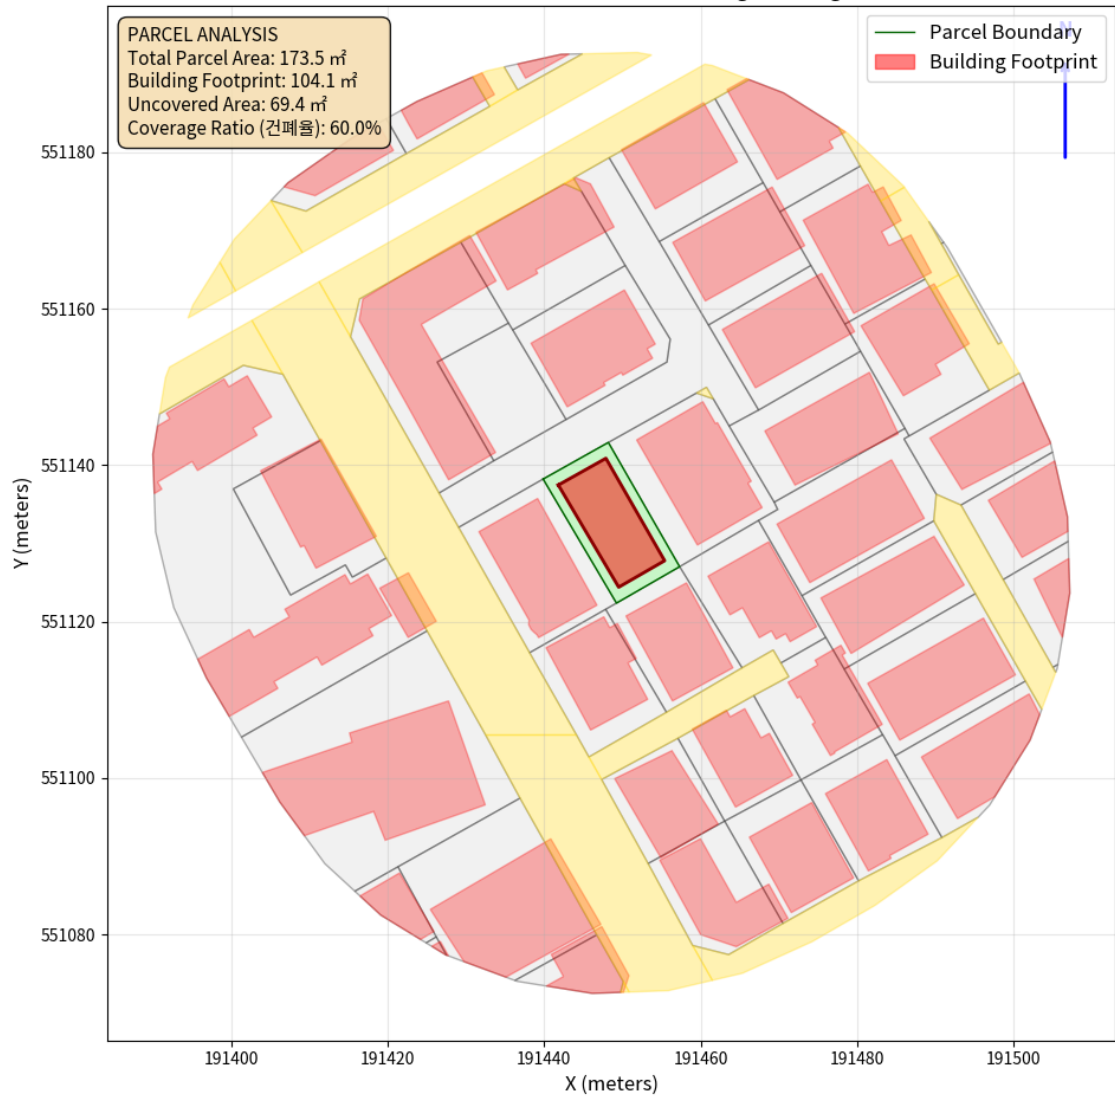 PARCEL ANALYSIS
Total Parcel Area: 173.5 ㎡
Building Footprint: 104.1 ㎡
Uncovered Area: 69.4 ㎡
Coverage Ratio (건폐율): 60.0%
N
Parcel Boundary
Building Footprint
551180
551160
551140
551120
551100
551080
Y (meters)
191400
191420
191440
191460
191480
191500
X (meters)